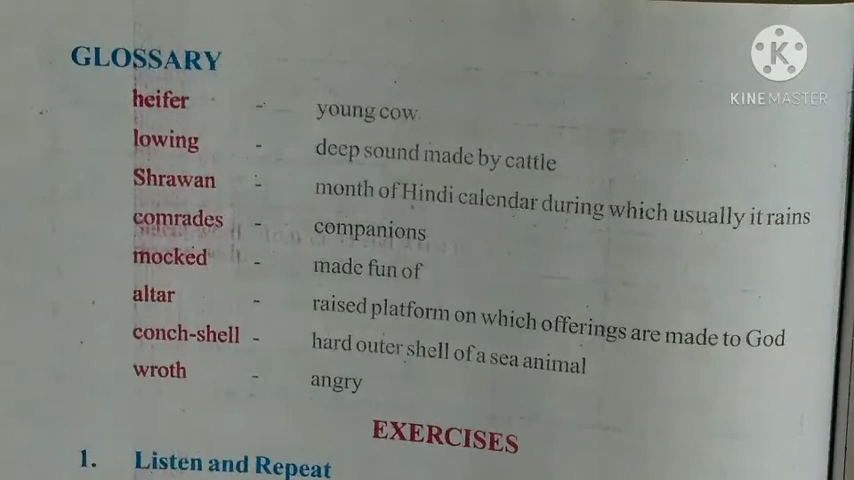 GLOSSARY
heifer - young cow
lowing - deep sound made by cattle
Shrawan - month of Hindi calendar during which usually it rains
comrades - companions
mocked - made fun of
altar - raised platform on which offerings are made to God
conch-shell - hard outer shell of a sea animal
wroth - angry
EXERCISES
1. Listen and Repeat
K
KINEMASTER